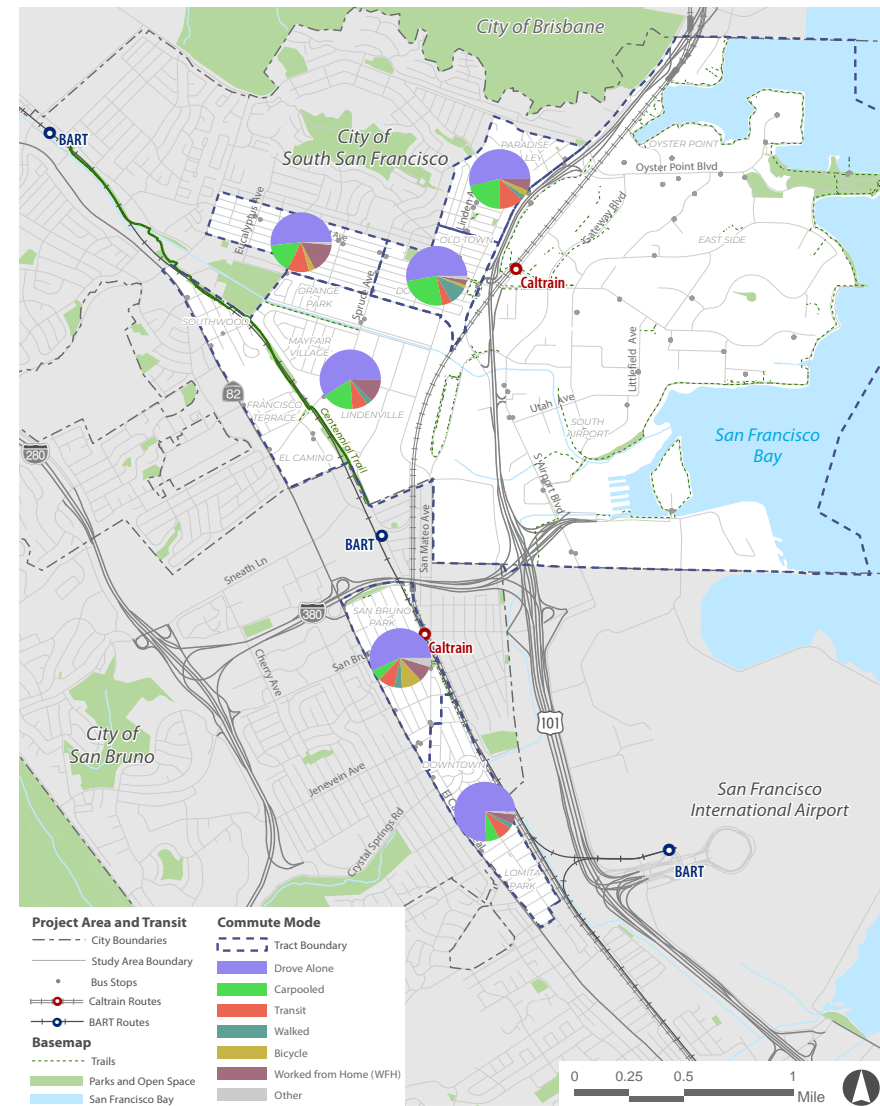 City of Brisbane
BART
City of
South San Francisco
PARADISE
OYSTER POINT
Oyster Point Blvd
Eucalyptus Ave
Linden A
OLD TOWN
Gateway Blvd
EAST SIDE
Caltrain
ORANGE
PARK
Spruce Ave
SOUTHWOOD
MAYFAIR
VILLAGE
Littlefield Ave
82
FRANCISCO
TERRACE
LINDENVILLE
Utah Ave
SOUTH
AIRPORT
Centennial Trail
San Francisco
Bay
280
EL CAMINO
S Airport Blvd
BART
San Mateo Ave
Sneath Ln
380
SAN BRUNO
PARK
Caltrain
San Bru
Cherry Ave
101
City of
San Bruno
DOWNTOWN
Jenevein Ave
San Francisco
International Airport
Crystal Springs Rd
BART
LOMITA
PARK
Project Area and Transit
City Boundaries
Study Area Boundary
Bus Stops
Caltrain Routes
BART Routes
Basemap
Trails
Parks and Open Space
San Francisco Bay
Commute Mode
Tract Boundary
Drove Alone
Carpooled
Transit
Walked
Bicycle
Worked from Home (WFH)
Other
0 0.25 0.5 1
Mile